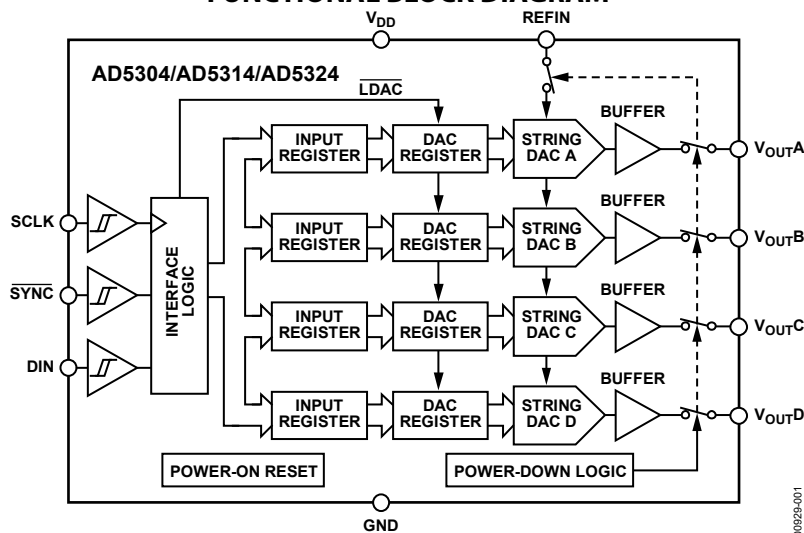 FUNCTIONAL BLOCK DIAGRAM
VDD
REFIN
AD5304/AD5314/AD5324
LDAC
BUFFER
INPUT
REGISTER
DAC
REGISTER
STRING
DAC A
VOUTA
BUFFER
SCLK
INPUT
REGISTER
DAC
REGISTER
STRING
DAC B
VOUTB
INTERFACE
LOGIC
BUFFER
SYNC
INPUT
REGISTER
DAC
REGISTER
STRING
DAC C
VOUTC
BUFFER
DIN
INPUT
REGISTER
DAC
REGISTER
STRING
DAC D
VOUTD
POWER-ON RESET
POWER-DOWN LOGIC
GND
00929-001